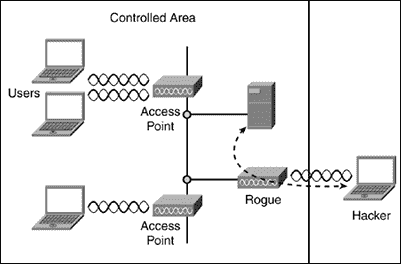 Controlled Area
Users
Access
Point
Access
Point
Rogue
Hacker